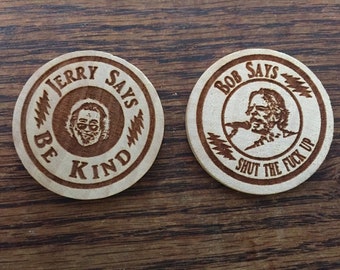 JERRY SAYS
BE KIND
BOB SAYS
SHUT THE FUCK UP